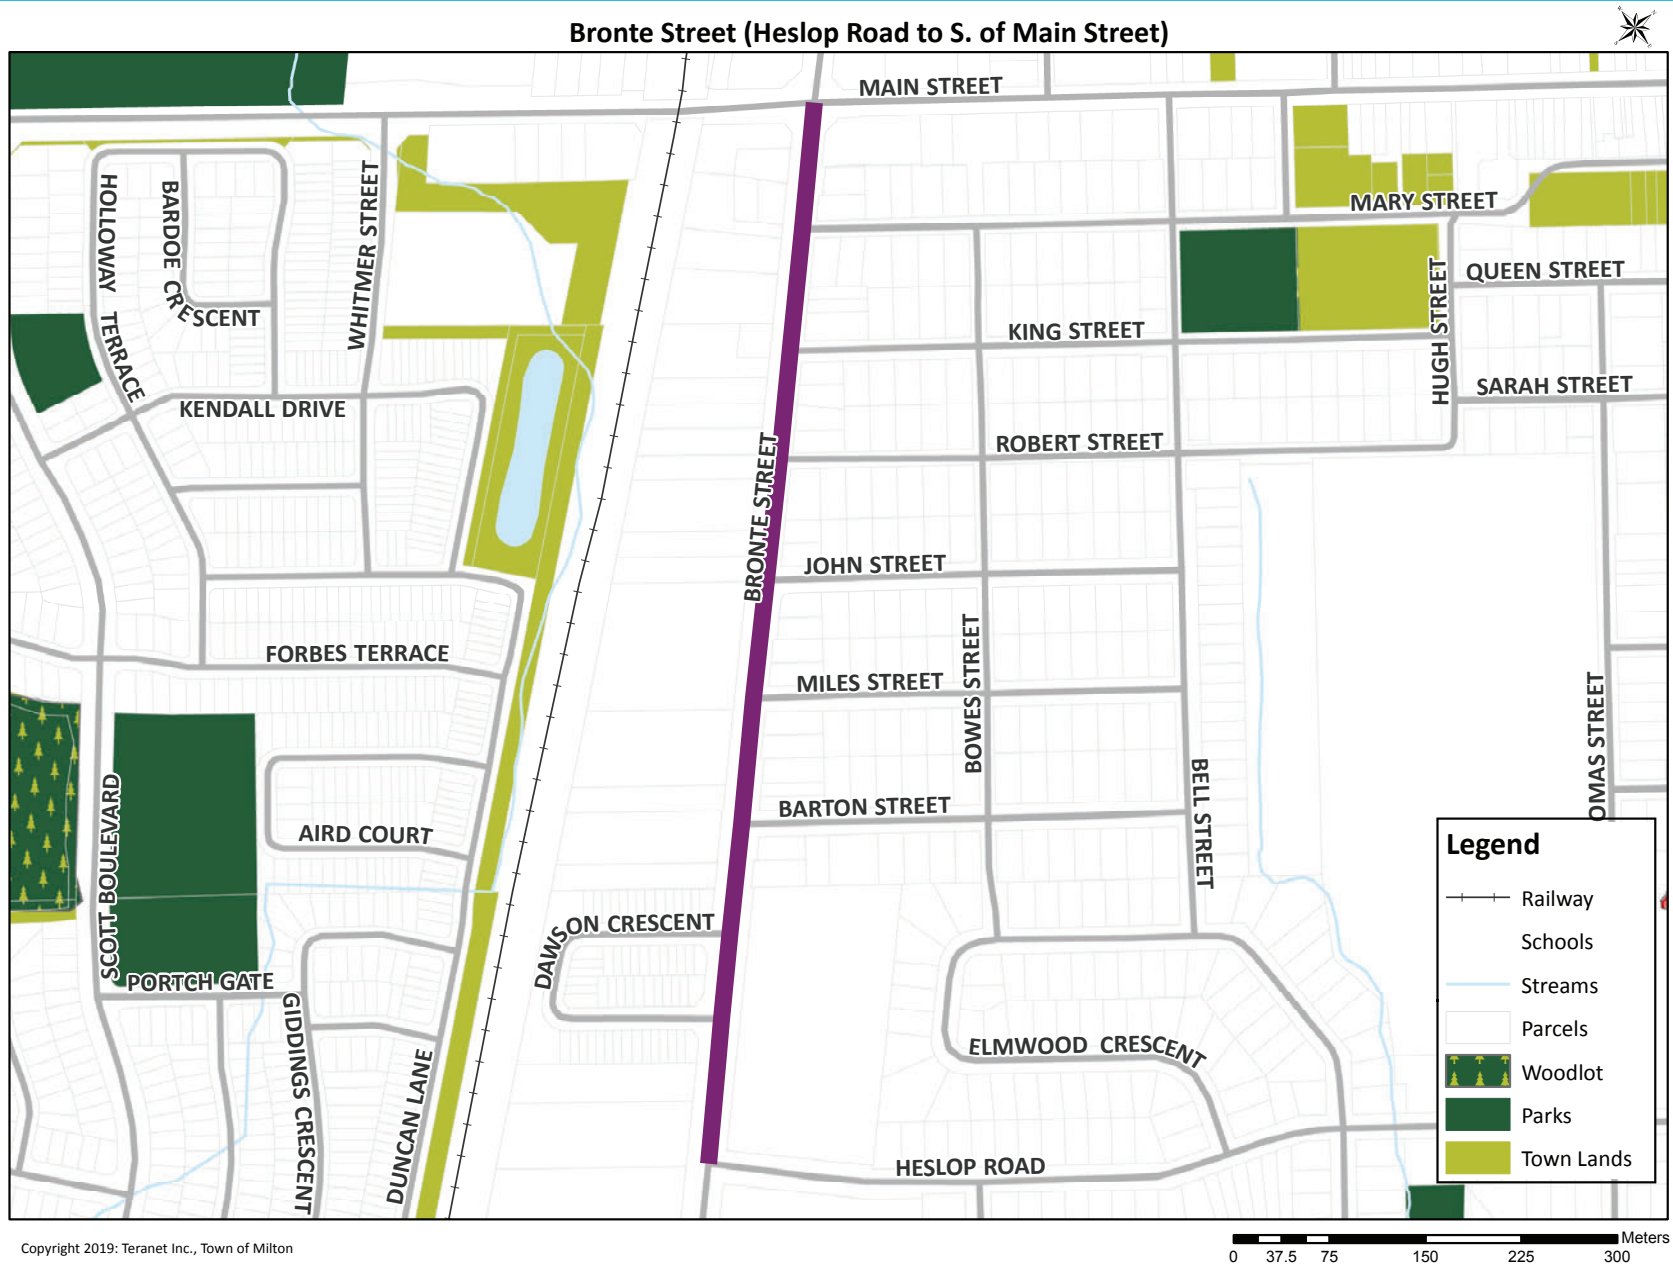 Bronte Street (Heslop Road to S. of Main Street)
MAIN STREET
HOLLOWAY TERRACE
BARDOE CRESCENT
WHITMER STREET
MARY STREET
QUEEN STREET
KING STREET
HUGH STREET
SARAH STREET
KENDALL DRIVE
ROBERT STREET
BRONTE STREET
JOHN STREET
FORBES TERRACE
BOWES STREET
MILES STREET
OMAS STREET
SCOTT BOULEVARD
BELL STREET
BARTON STREET
AIRD COURT
DAWSON CRESCENT
PORTCH GATE
GIDDINGS CRESCENT
ELMWOOD CRESCENT
DUNCAN LANE
HESLOP ROAD
Legend
Railway
Schools
Streams
Parcels
Woodlot
Parks
Town Lands
Copyright 2019: Teranet Inc., Town of Milton
Meters
0 37.5 75 150 225 300